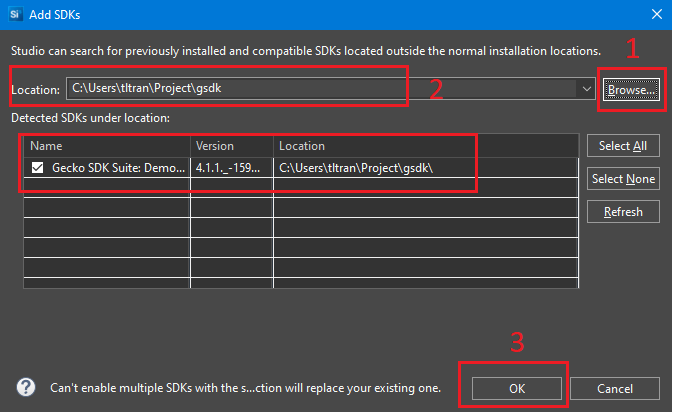 Si Add SDKs
Studio can search for previously installed and compatible SDKs located outside the normal installation locations.
1
Location: C:\Users\tltran\Project\gsdk 2 Browse...
Detected SDKs under location:
Name Version Location Select All
Gecko SDK Suite: Demo... 4.1.1._-159... C:\Users\tltran\Project\gsdk\
Select None
Refresh
3
? Can't enable multiple SDKs with the s...ction will replace your existing one. OK Cancel